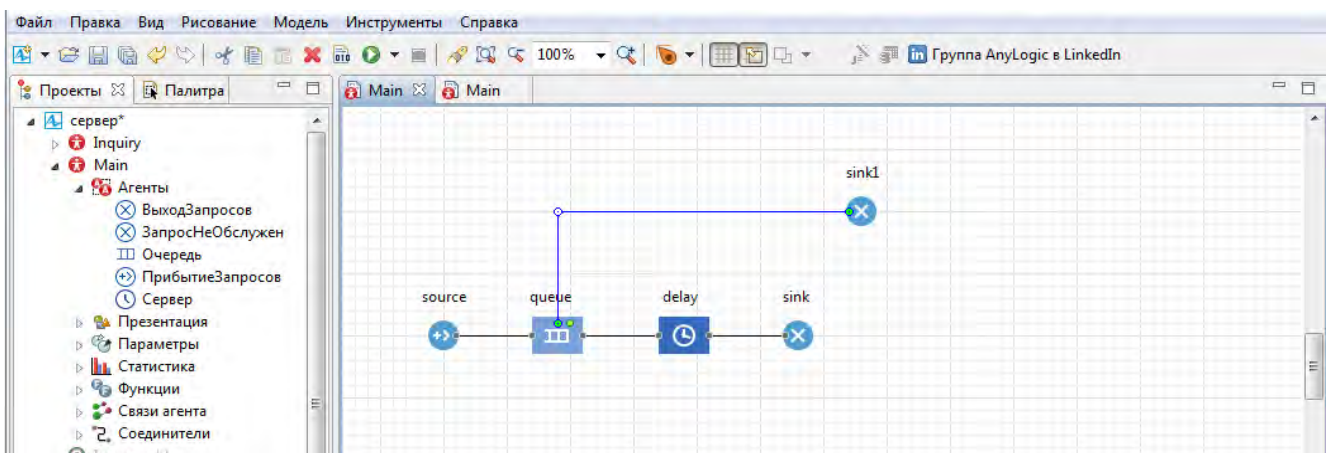 Файл Правка Вид Рисование Модель Инструменты Справка
100% Группа AnyLogic в LinkedIn
Проекты Палитра Main Main
сервер*
Inquiry
Main
Агенты
ВыходЗапросов
ЗапросНеОбслужен
Очередь
ПрибытиеЗапросов
Сервер
Презентация
Параметры
Статистика
Функции
Связи агента
Соединители
sink1
source queue delay sink